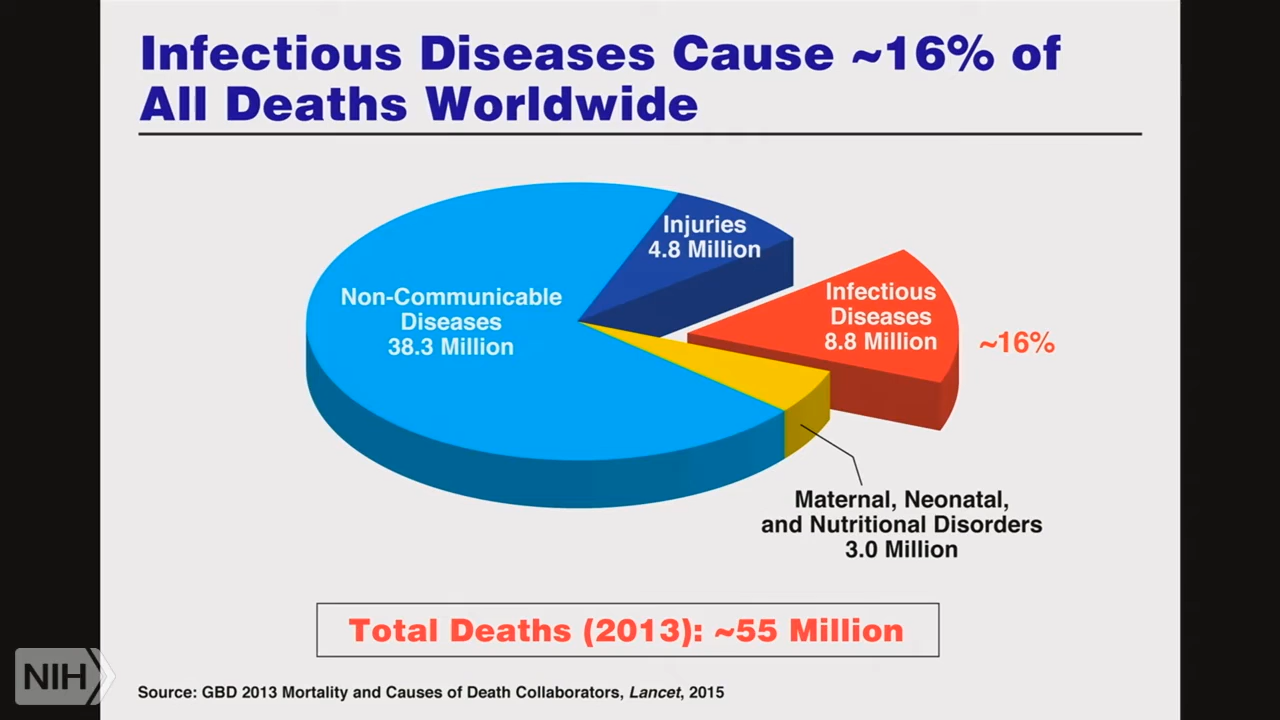 Infectious Diseases Cause ~16% of
All Deaths Worldwide
Injuries
4.8 Million
Non-Communicable
Diseases
38.3 Million
Infectious
Diseases
8.8 Million
~16%
Maternal, Neonatal,
and Nutritional Disorders
3.0 Million
Total Deaths (2013): ~55 Million
NIH
Source: GBD 2013 Mortality and Causes of Death Collaborators, Lancet, 2015